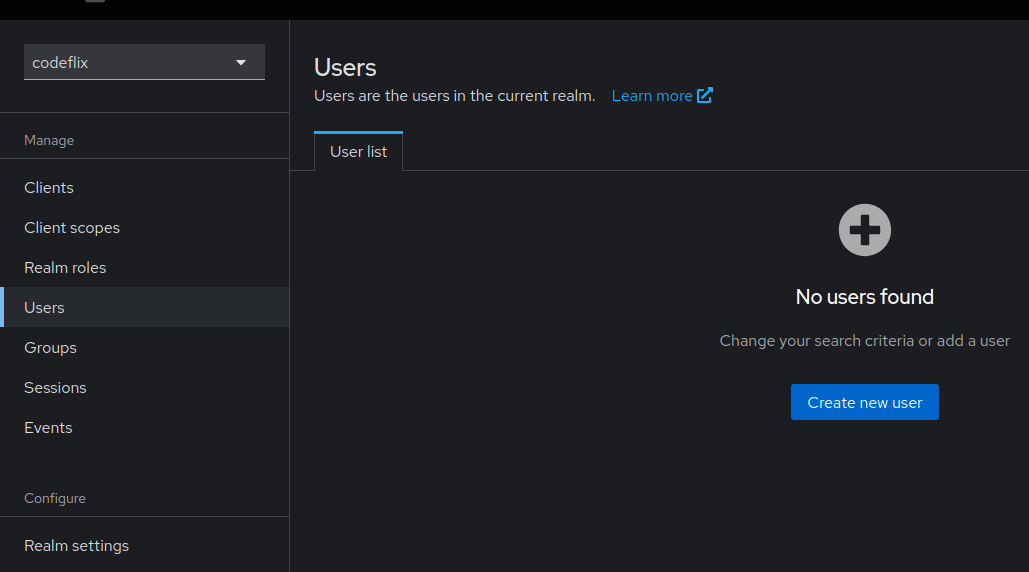 codeflix
Manage
Clients
Client scopes
Realm roles
Users
Groups
Sessions
Events
Configure
Realm settings
Users
Users are the users in the current realm. Learn more
User list
No users found
Change your search criteria or add a user
Create new user